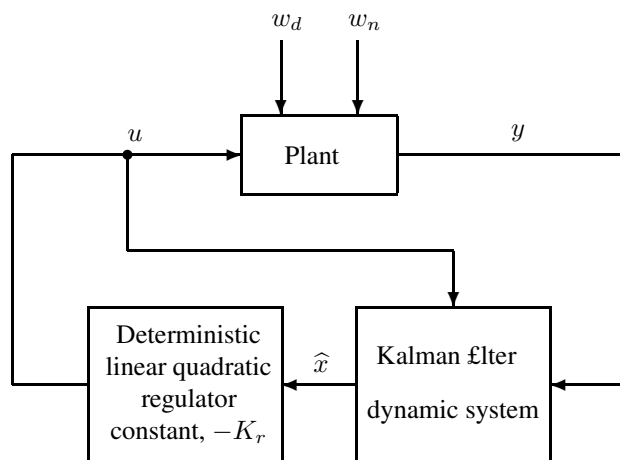 w_d
w_n
u
Plant
y
Deterministic
linear quadratic
regulator
constant, −K_r
x̂
Kalman £lter
dynamic system